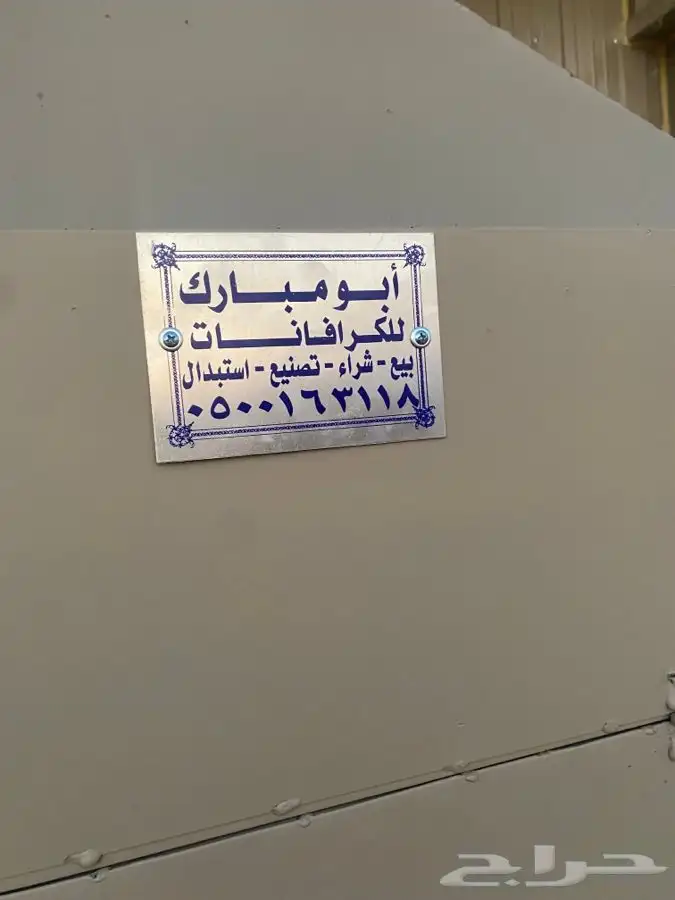 أبو مبارك
للكرافانات
بيع - شراء - تصنيع - استبدال
٠٥٠٠١٦٣١١٨
حراج